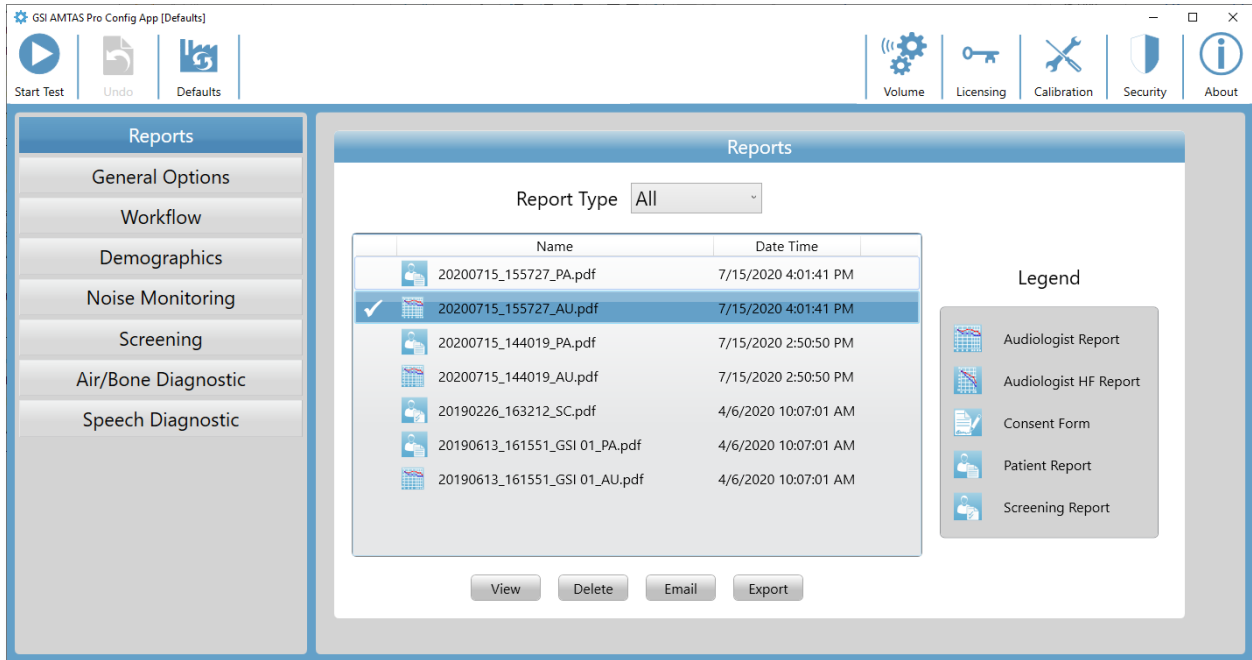 GSI AMTAS Pro Config App [Defaults]
Start Test
Undo
Defaults
Volume
Licensing
Calibration
Security
About
Reports
General Options
Workflow
Demographics
Noise Monitoring
Screening
Air/Bone Diagnostic
Speech Diagnostic
Reports
Report Type All
Name Date Time
20200715_155727_PA.pdf 7/15/2020 4:01:41 PM
20200715_155727_AU.pdf 7/15/2020 4:01:41 PM
20200715_144019_PA.pdf 7/15/2020 2:50:50 PM
20200715_144019_AU.pdf 7/15/2020 2:50:50 PM
20190226_163212_SC.pdf 4/6/2020 10:07:01 AM
20190613_161551_GSI 01_PA.pdf 4/6/2020 10:07:01 AM
20190613_161551_GSI 01_AU.pdf 4/6/2020 10:07:01 AM
Legend
Audiologist Report
Audiologist HF Report
Consent Form
Patient Report
Screening Report
View
Delete
Email
Export